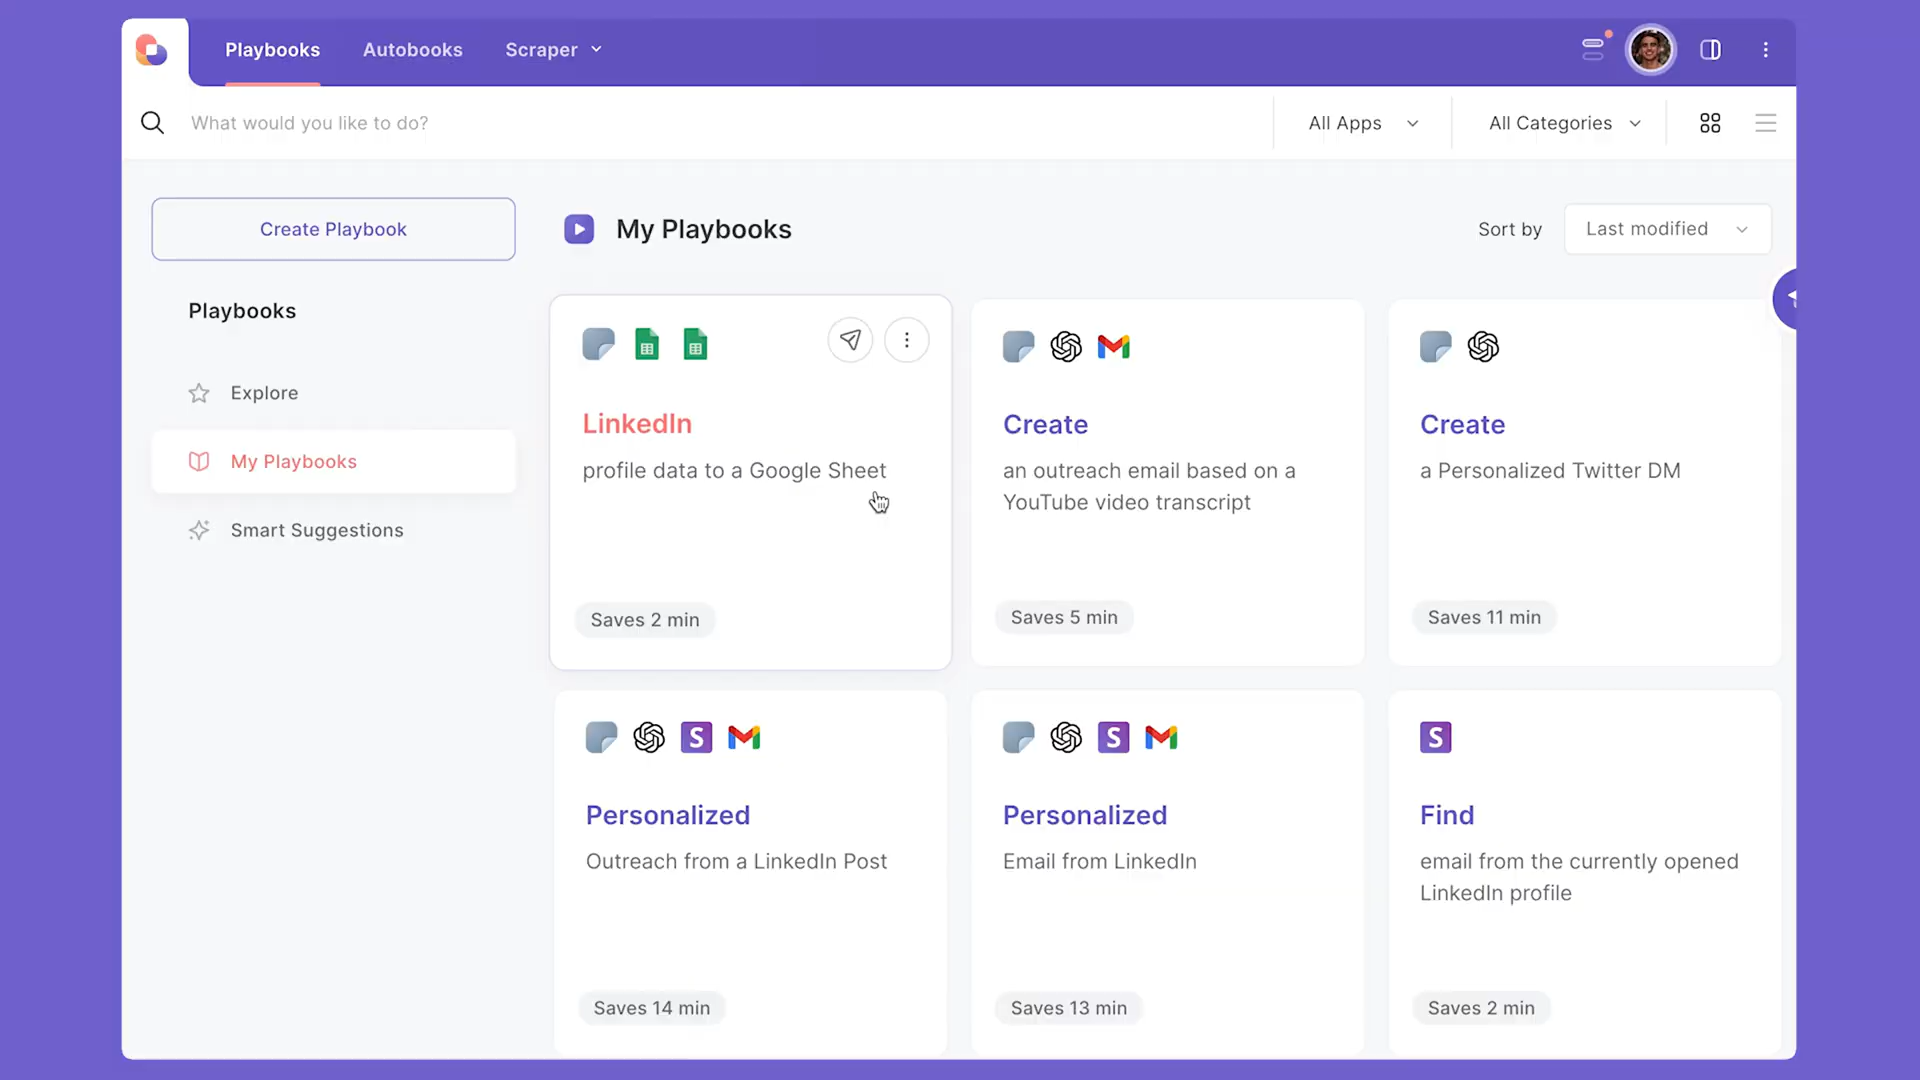 Playbooks
Autobooks
Scraper
What would you like to do?
All Apps
All Categories
Create Playbook
My Playbooks
Sort by
Last modified
Playbooks
Explore
My Playbooks
Smart Suggestions
LinkedIn
profile data to a Google Sheet
Saves 2 min
Create
an outreach email based on a
YouTube video transcript
Saves 5 min
Create
a Personalized Twitter DM
Saves 11 min
S
Personalized
Outreach from a LinkedIn Post
Saves 14 min
S
Personalized
Email from LinkedIn
Saves 13 min
S
Find
email from the currently opened
LinkedIn profile
Saves 2 min